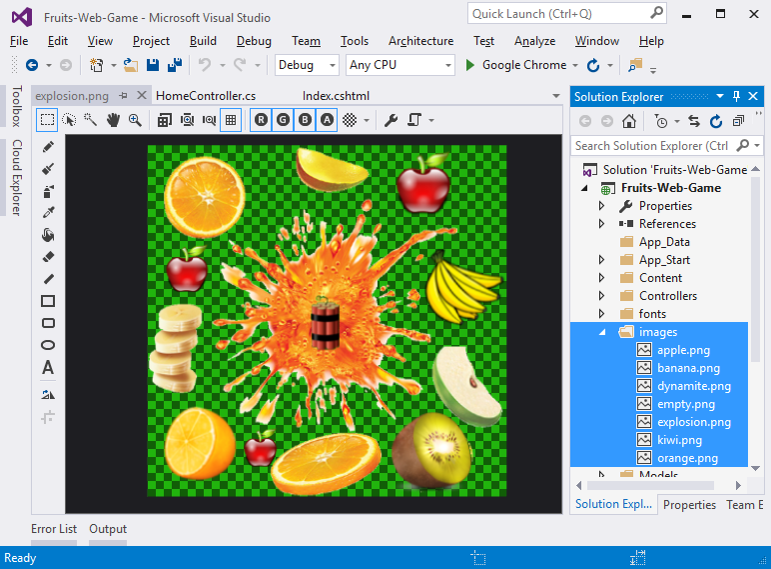 Fruits-Web-Game - Microsoft Visual Studio
Quick Launch (Ctrl+Q)
File Edit View Project Build Debug Team Tools Architecture Test Analyze Window Help
Debug Any CPU Google Chrome
Toolbox
Cloud Explorer
explosion.png HomeController.cs Index.cshtml
R G B A
A
Solution Explorer
Search Solution Explorer (Ctrl
Solution 'Fruits-Web-Game
Fruits-Web-Game
Properties
References
App_Data
App_Start
Content
Controllers
fonts
images
apple.png
banana.png
dynamite.png
empty.png
explosion.png
kiwi.png
orange.png
Models
Solution Expl... Properties Team E
Error List Output
Ready